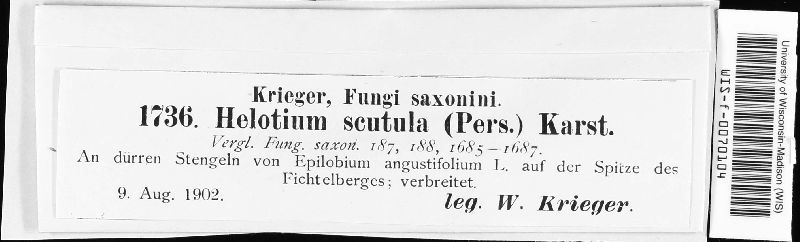 Krieger, Fungi saxonini.
1736. Helotium scutula (Pers.) Karst.
Vergl. Fung. saxon. 187, 188, 1685–1687.
An dürren Stengeln von Epilobium angustifolium L. auf der Spitze des
Fichtelberges; verbreitet.
9. Aug. 1902.
leg. W. Krieger.
University of Wisconsin-Madison (WIS)
WIS-f-0070104